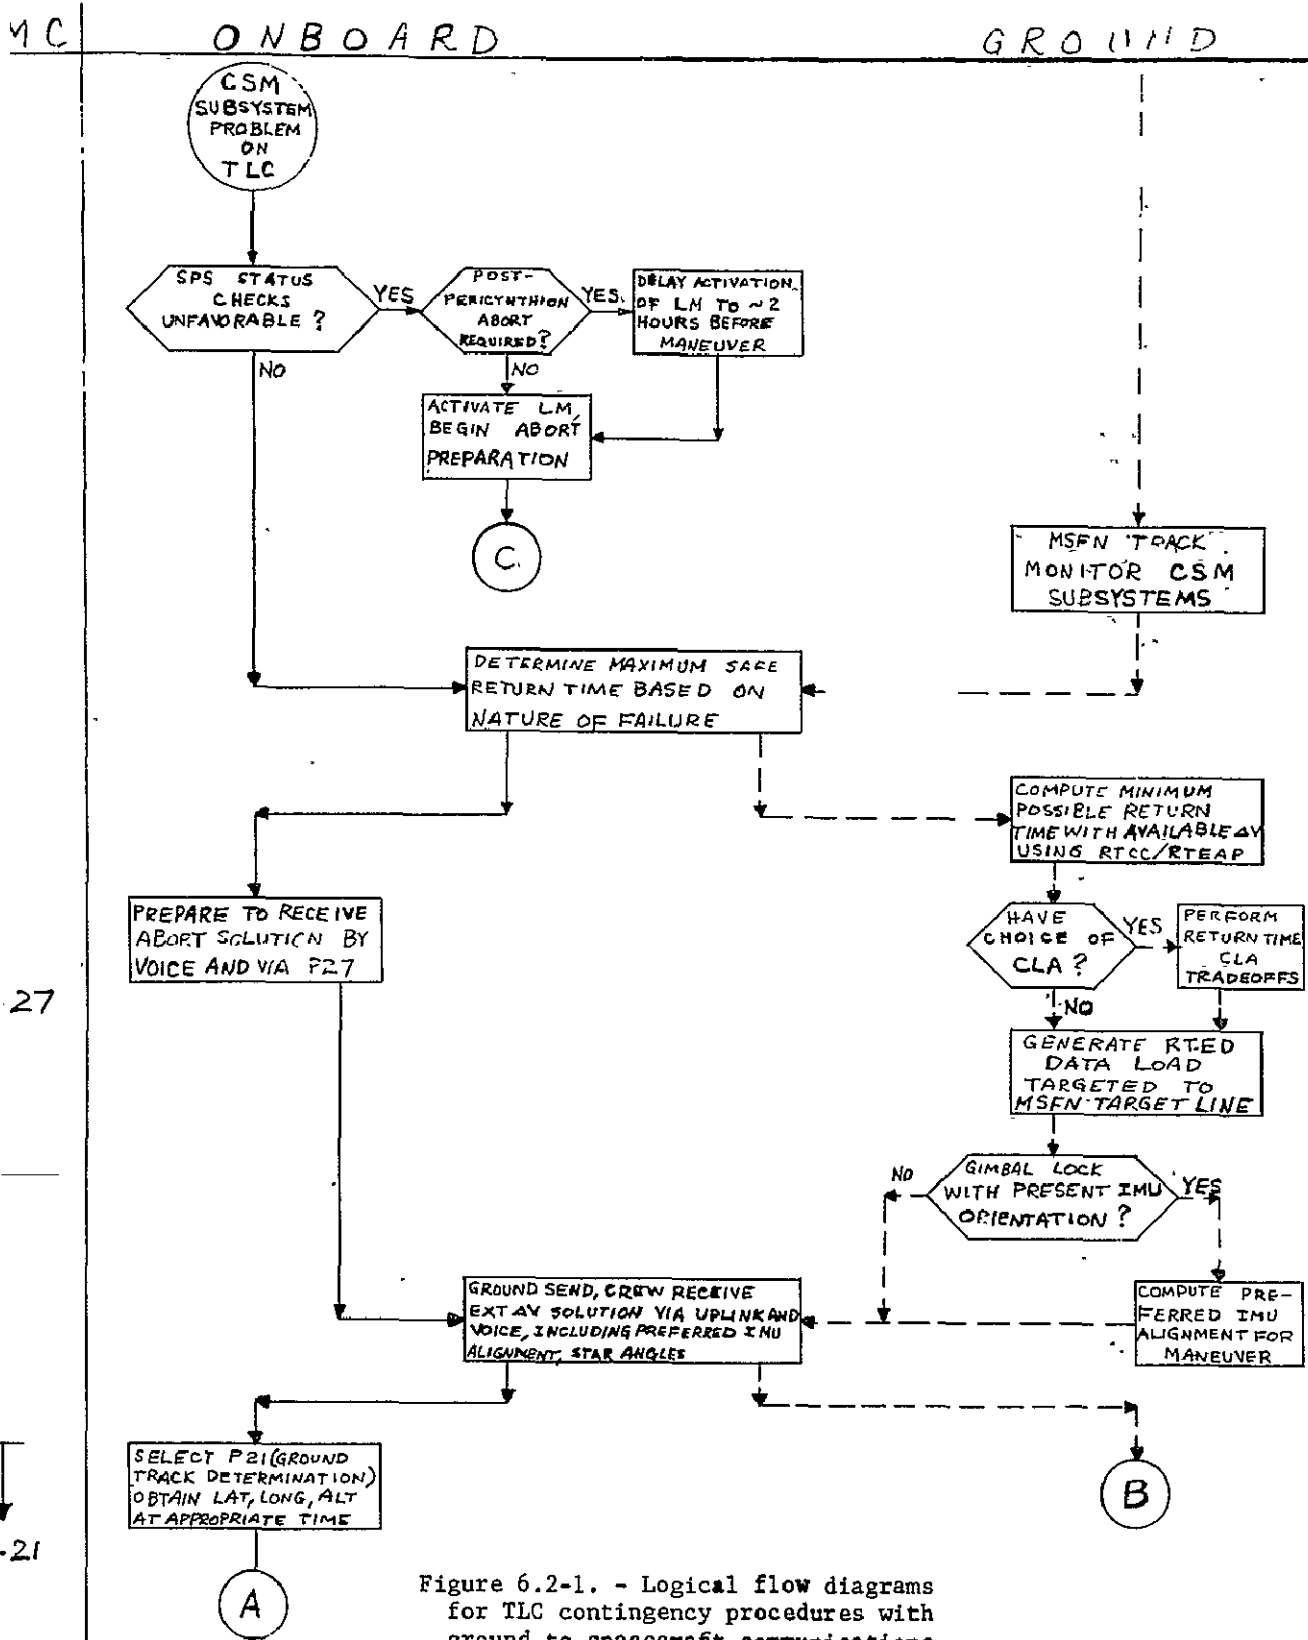 MC
ONBOARD
GROUND
CSM
SUBSYSTEM
PROBLEM
ON
TLC
SPS STATUS
CHECKS
UNFAVORABLE ?
YES
NO
POST-
PERICYNTHION
ABORT
REQUIRED?
YES
NO
DELAY ACTIVATION
OF LM TO ~ 2
HOURS BEFORE
MANEUVER
ACTIVATE LM,
BEGIN ABORT
PREPARATION
C
MSFN TRACK
MONITOR CSM
SUBSYSTEMS
DETERMINE MAXIMUM SAFE
RETURN TIME BASED ON
NATURE OF FAILURE
COMPUTE MINIMUM
POSSIBLE RETURN
TIME WITH AVAILABLE ΔV
USING RTCC/RTEAP
PREPARE TO RECEIVE
ABORT SOLUTION BY
VOICE AND VIA P27
HAVE
CHOICE OF
CLA ?
YES
NO
PERFORM
RETURN TIME
CLA
TRADEOFFS
27
GENERATE RTED
DATA LOAD
TARGETED TO
MSFN TARGET LINE
GIMBAL LOCK
WITH PRESENT IMU
ORIENTATION ?
NO
YES
GROUND SEND, CREW RECEIVE
EXT ΔV SOLUTION VIA UPLINK AND
VOICE, INCLUDING PREFERRED IMU
ALIGNMENT, STAR ANGLES
COMPUTE PRE-
FERRED IMU
ALIGNMENT FOR
MANEUVER
SELECT P21 (GROUND
TRACK DETERMINATION)
OBTAIN LAT, LONG, ALT
AT APPROPRIATE TIME
B
.21
A
Figure 6.2-1. - Logical flow diagrams
for TLC contingency procedures with
ground to spacecraft communications